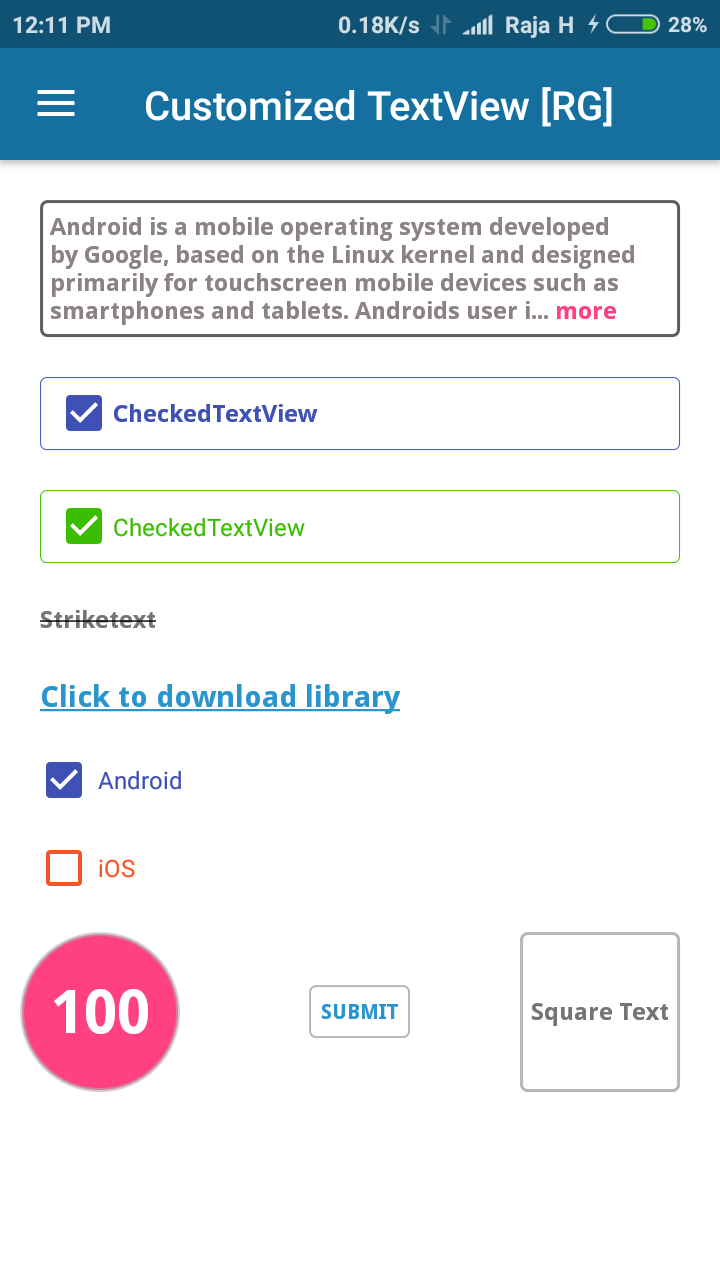 12:11 PM 0.18K/s Raja H 28%
Customized TextView [RG]
Android is a mobile operating system developed
by Google, based on the Linux kernel and designed
primarily for touchscreen mobile devices such as
smartphones and tablets. Androids user i... more
CheckedTextView
CheckedTextView
Striketext
Click to download library
Android
iOS
100 SUBMIT Square Text